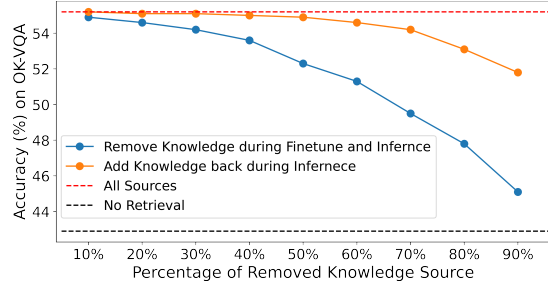 Accuracy (%) on OK-VQA
54
52
50
48
46
44
Remove Knowledge during Finetune and Infernce
Add Knowledge back during Infernece
All Sources
No Retrieval
10% 20% 30% 40% 50% 60% 70% 80% 90%
Percentage of Removed Knowledge Source